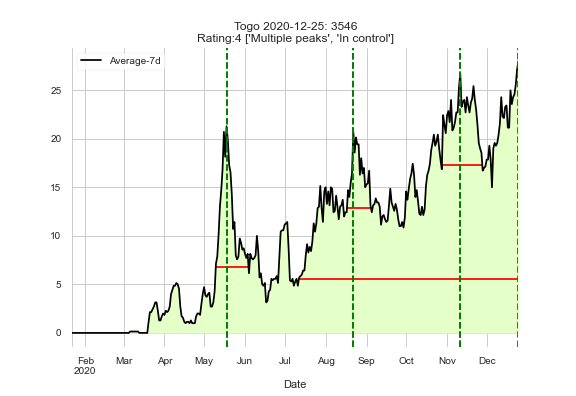 Togo 2020-12-25: 3546
Rating:4 ['Multiple peaks', 'In control']
Average-7d
25
20
15
10
5
0
Feb Mar Apr May Jun Jul Aug Sep Oct Nov Dec
2020
Date